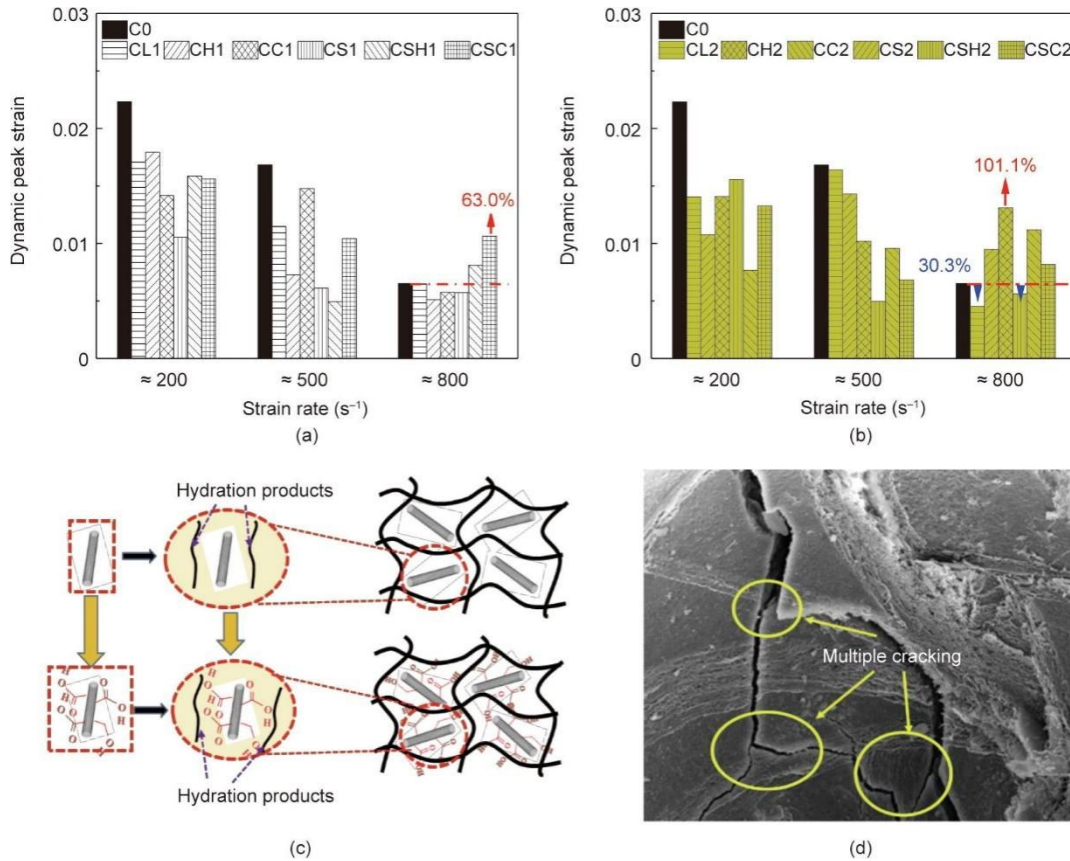 0.03
C0
CL1 CH1 CC1 CS1 CSH1 CSC1
0.02
63.0%
0.01
0
≈ 200 ≈ 500 ≈ 800
Dynamic peak strain
Strain rate (s⁻¹)
(a)
0.03
C0
CL2 CH2 CC2 CS2 CSH2 CSC2
0.02
101.1%
0.01
30.3%
0
≈ 200 ≈ 500 ≈ 800
Dynamic peak strain
Strain rate (s⁻¹)
(b)
Hydration products
Hydration products
(c)
Multiple cracking
(d)